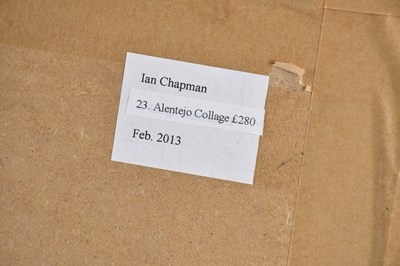 Ian Chapman
23. Alentejo Collage £280
Feb. 2013